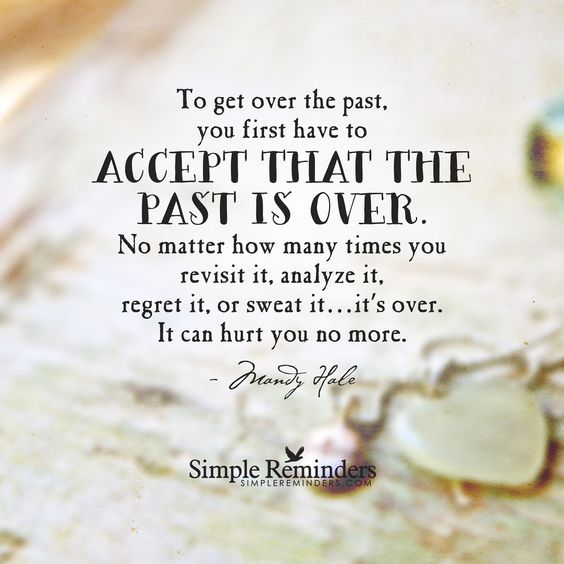 To get over the past,
you first have to
ACCEPT THAT THE
PAST IS OVER.
No matter how many times you
revisit it, analyze it,
regret it, or sweat it...it's over.
It can hurt you no more.
- Mandy Hale
Simple Reminders
SIMPLEREMINDERS.COM